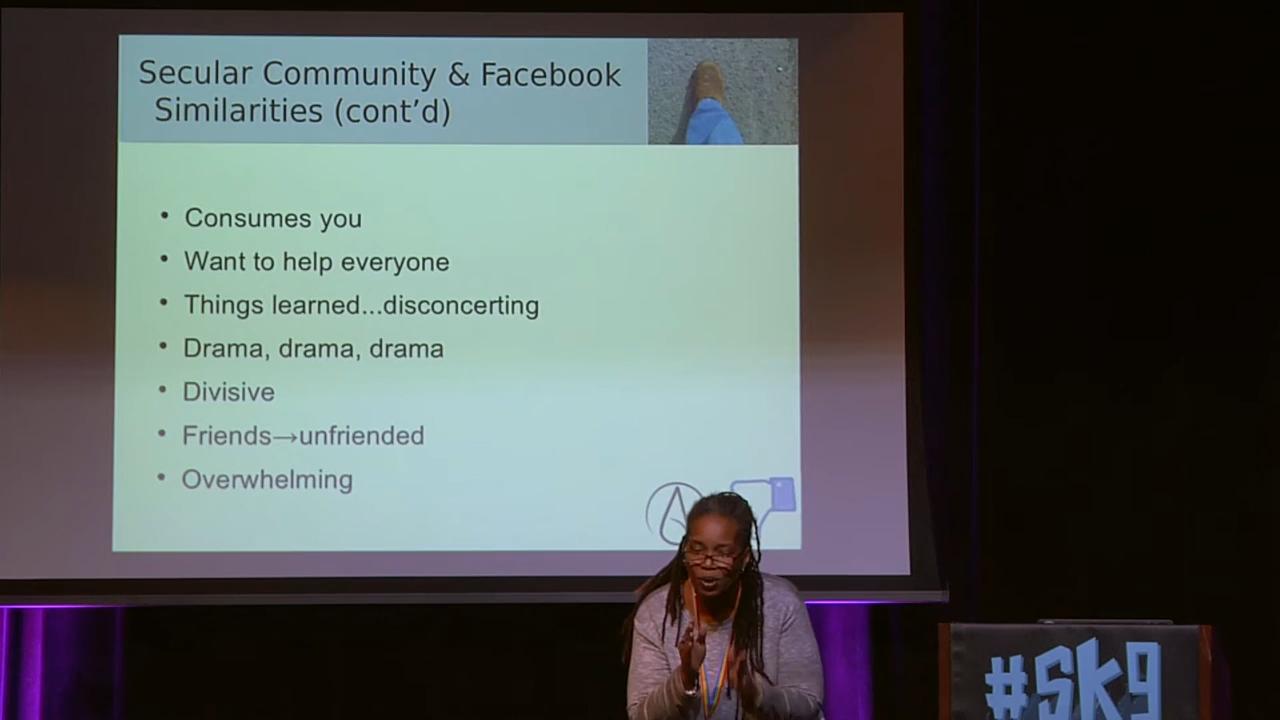 Secular Community & Facebook
Similarities (cont’d)
• Consumes you
• Want to help everyone
• Things learned...disconcerting
• Drama, drama, drama
• Divisive
• Friends→unfriended
• Overwhelming
#SK9